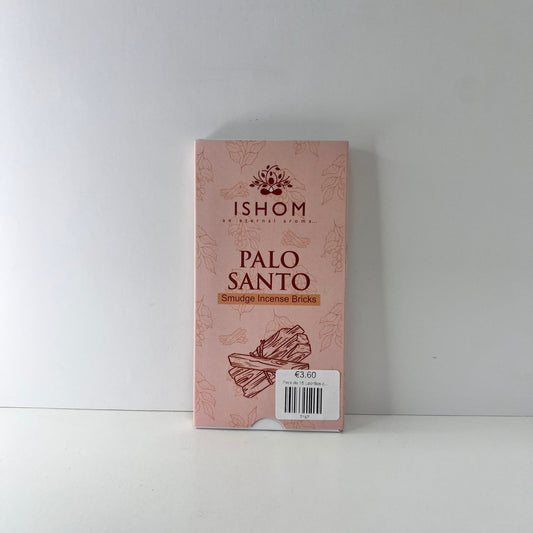 ISHOM
an eternal aroma...
PALO
SANTO
Smudge Incense Bricks
€3.60